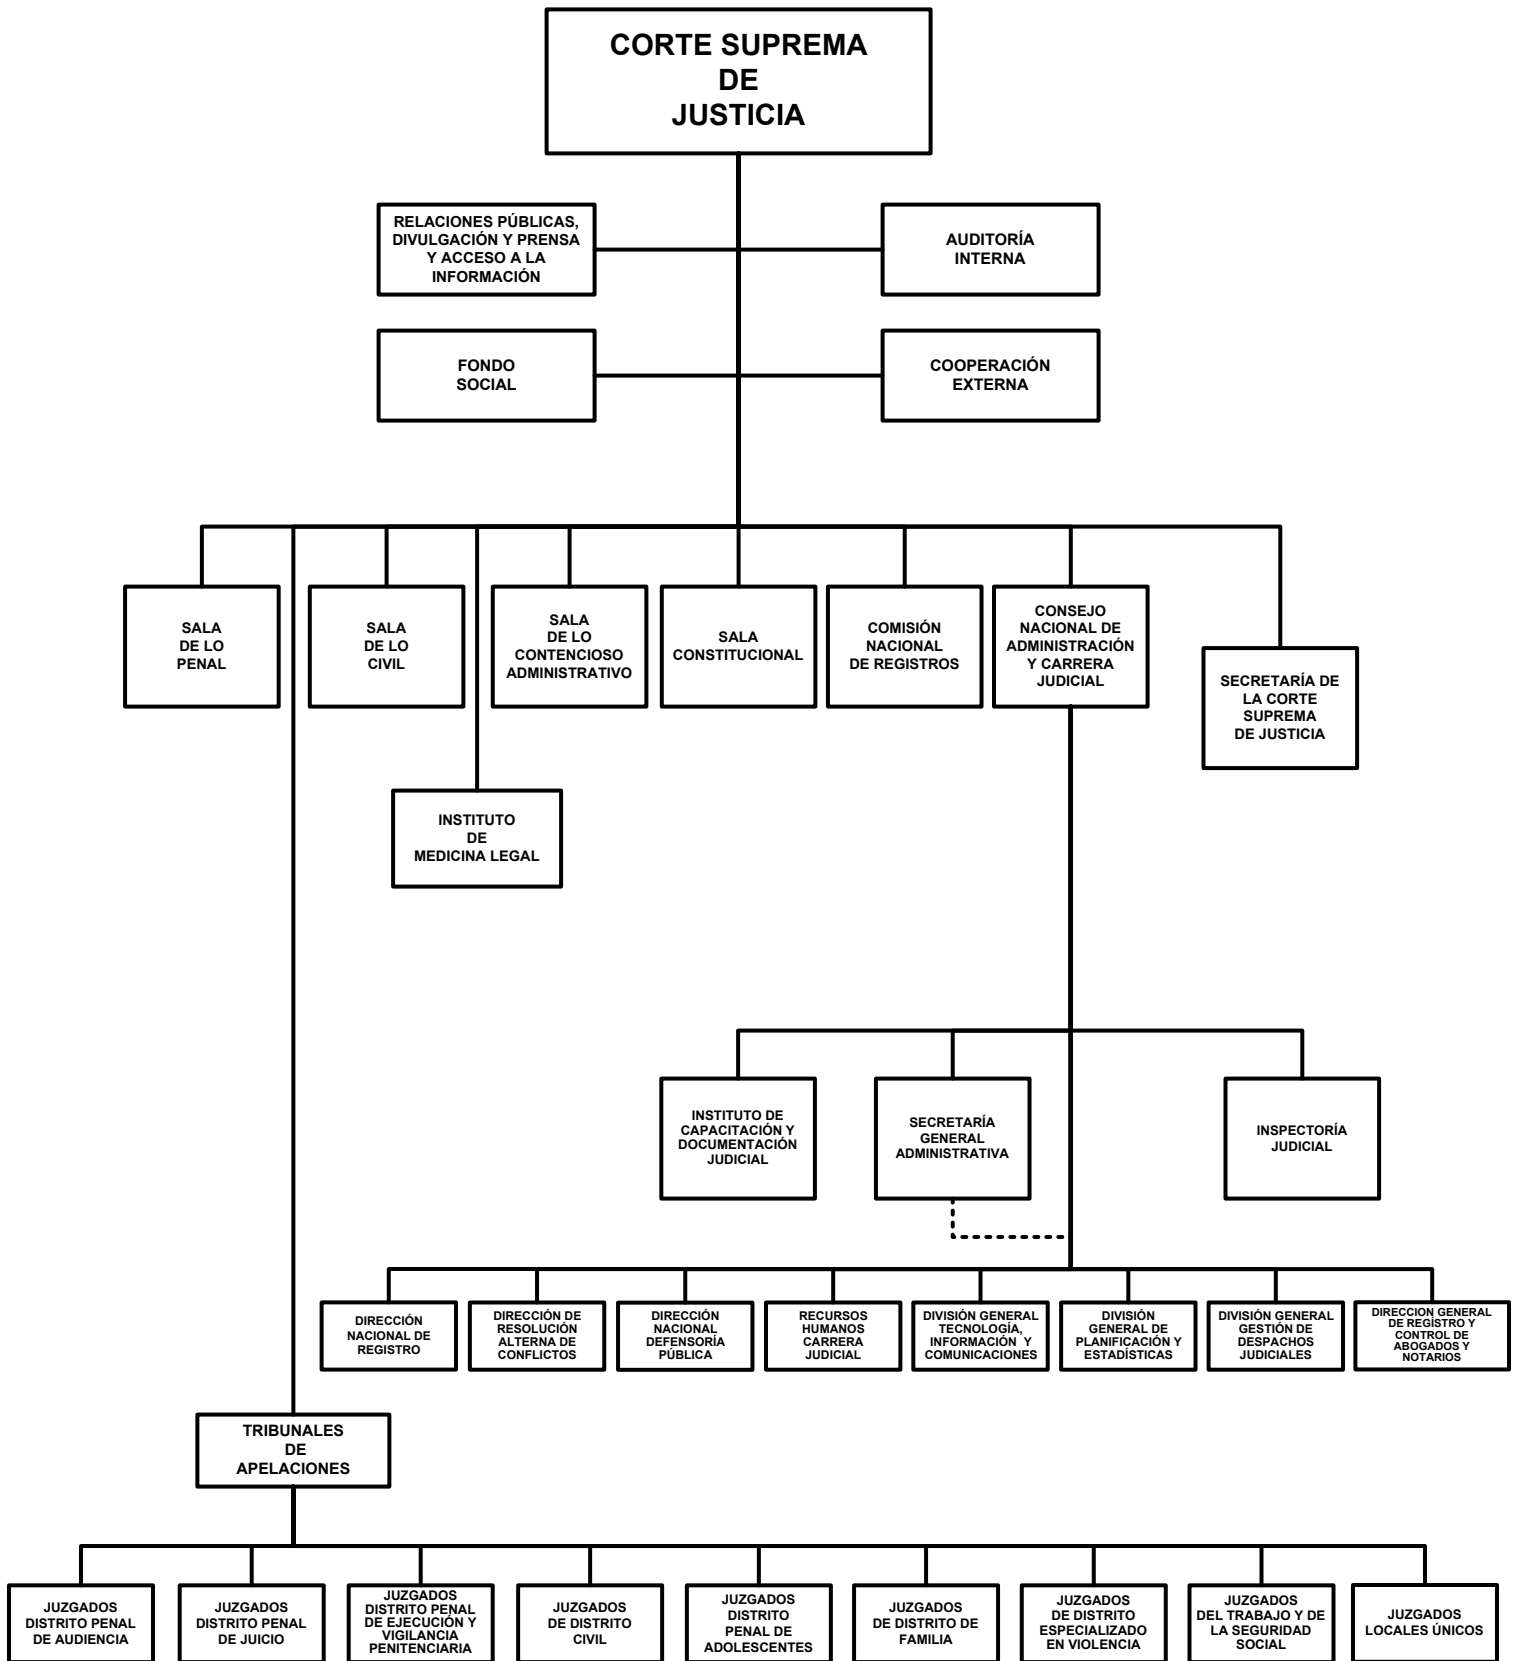 CORTE SUPREMA
DE
JUSTICIA
RELACIONES PÚBLICAS,
DIVULGACIÓN Y PRENSA
Y ACCESO A LA
INFORMACIÓN
AUDITORÍA
INTERNA
FONDO
SOCIAL
COOPERACIÓN
EXTERNA
SALA
DE LO
PENAL
SALA
DE LO
CIVIL
SALA
DE LO
CONTENCIOSO
ADMINISTRATIVO
SALA
CONSTITUCIONAL
COMISIÓN
NACIONAL
DE REGISTROS
CONSEJO
NACIONAL DE
ADMINISTRACIÓN
Y CARRERA
JUDICIAL
SECRETARÍA DE
LA CORTE
SUPREMA
DE JUSTICIA
INSTITUTO
DE
MEDICINA LEGAL
INSTITUTO DE
CAPACITACIÓN Y
DOCUMENTACIÓN
JUDICIAL
SECRETARÍA
GENERAL
ADMINISTRATIVA
INSPECTORÍA
JUDICIAL
DIRECCIÓN
NACIONAL DE
REGISTRO
DIRECCIÓN DE
RESOLUCIÓN
ALTERNA DE
CONFLICTOS
DIRECCIÓN
NACIONAL
DEFENSORÍA
PÚBLICA
RECURSOS
HUMANOS
CARRERA
JUDICIAL
DIVISIÓN GENERAL
TECNOLOGÍA,
INFORMACIÓN Y
COMUNICACIONES
DIVISIÓN
GENERAL DE
PLANIFICACIÓN Y
ESTADÍSTICAS
DIVISIÓN GENERAL
GESTIÓN DE
DESPACHOS
JUDICIALES
DIRECCION GENERAL
DE REGÍSTRO Y
CONTROL DE
ABOGADOS Y
NOTARIOS
TRIBUNALES
DE
APELACIONES
JUZGADOS
DISTRITO PENAL
DE AUDIENCIA
JUZGADOS
DISTRITO PENAL
DE JUICIO
JUZGADOS
DISTRITO PENAL
DE EJECUCIÓN Y
VIGILANCIA
PENITENCIARIA
JUZGADOS
DE DISTRITO
CIVIL
JUZGADOS
DISTRITO
PENAL DE
ADOLESCENTES
JUZGADOS
DE DISTRITO DE
FAMILIA
JUZGADOS
DE DISTRITO
ESPECIALIZADO
EN VIOLENCIA
JUZGADOS
DEL TRABAJO Y DE
LA SEGURIDAD
SOCIAL
JUZGADOS
LOCALES ÚNICOS